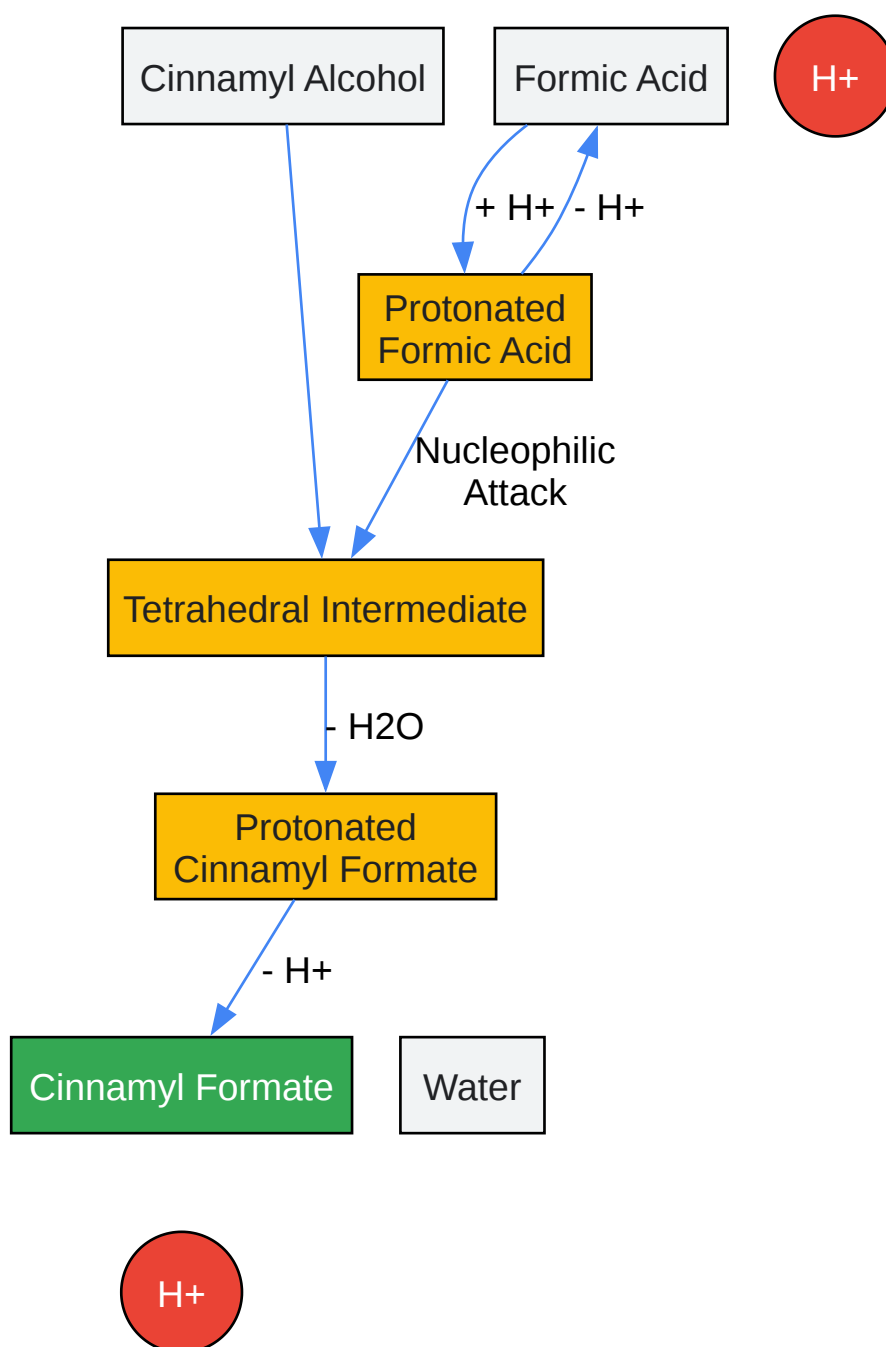 Cinnamyl Alcohol
Formic Acid
H+
+ H+
- H+
Protonated
Formic Acid
Nucleophilic
Attack
Tetrahedral Intermediate
- H2O
Protonated
Cinnamyl Formate
- H+
Cinnamyl Formate
Water
H+